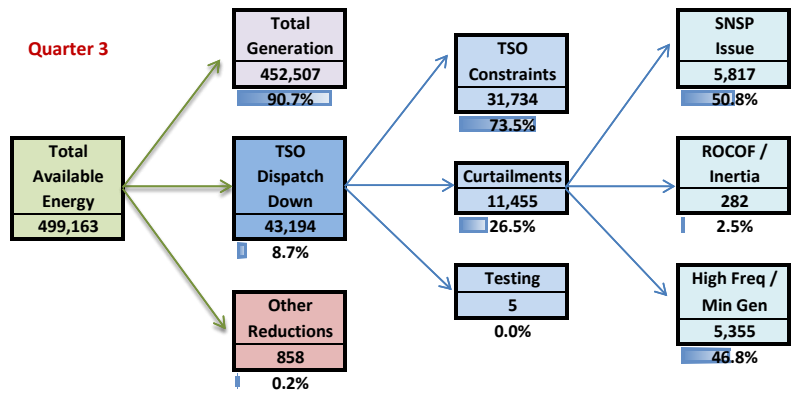 Quarter 3
Total
Available
Energy
499,163
Total
Generation
452,507
90.7%
TSO
Dispatch
Down
43,194
8.7%
Other
Reductions
858
0.2%
TSO
Constraints
31,734
73.5%
Curtailments
11,455
26.5%
Testing
5
0.0%
SNSP
Issue
5,817
50.8%
ROCOF /
Inertia
282
2.5%
High Freq /
Min Gen
5,355
46.8%